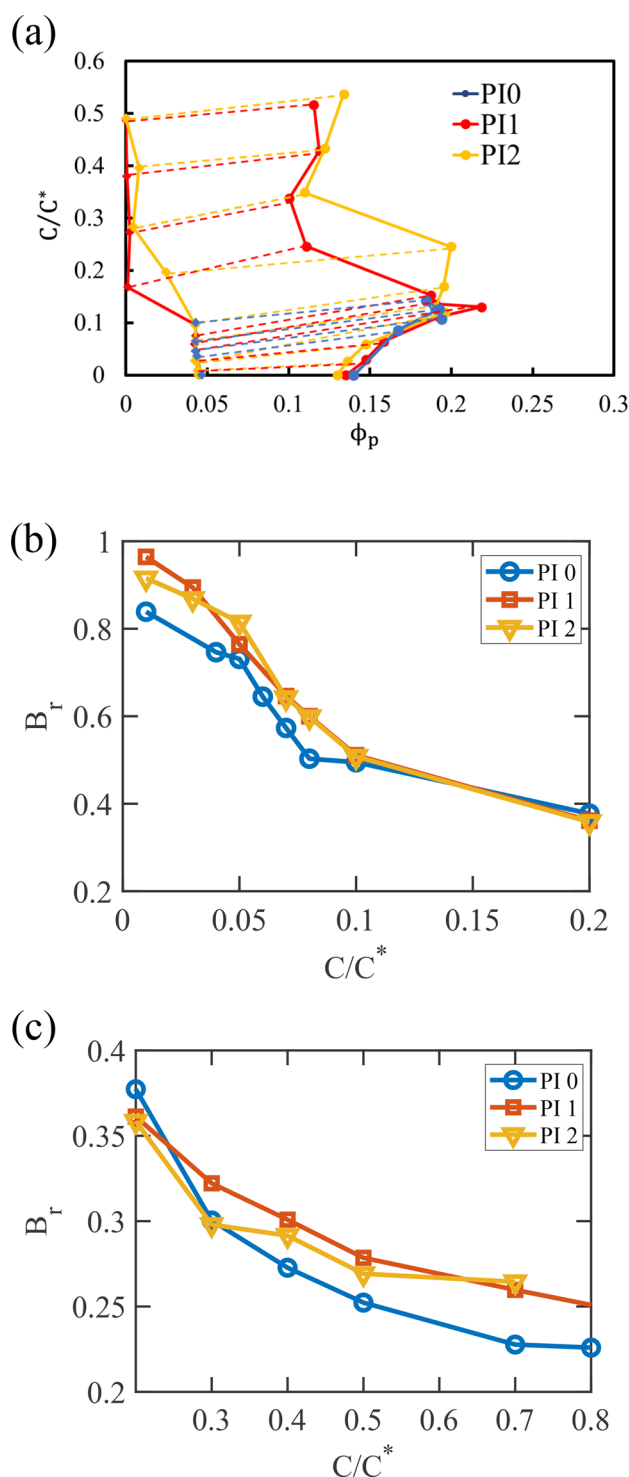 (a)
0.6
0.5
0.4
0.3
0.2
0.1
0
C/C*
PI0
PI1
PI2
0 0.05 0.1 0.15 0.2 0.25 0.3
ϕp
(b)
1
0.8
0.6
0.4
0.2
Br
PI 0
PI 1
PI 2
0 0.05 0.1 0.15 0.2
C/C*
(c)
0.4
0.35
0.3
0.25
0.2
Br
PI 0
PI 1
PI 2
0.3 0.4 0.5 0.6 0.7 0.8
C/C*